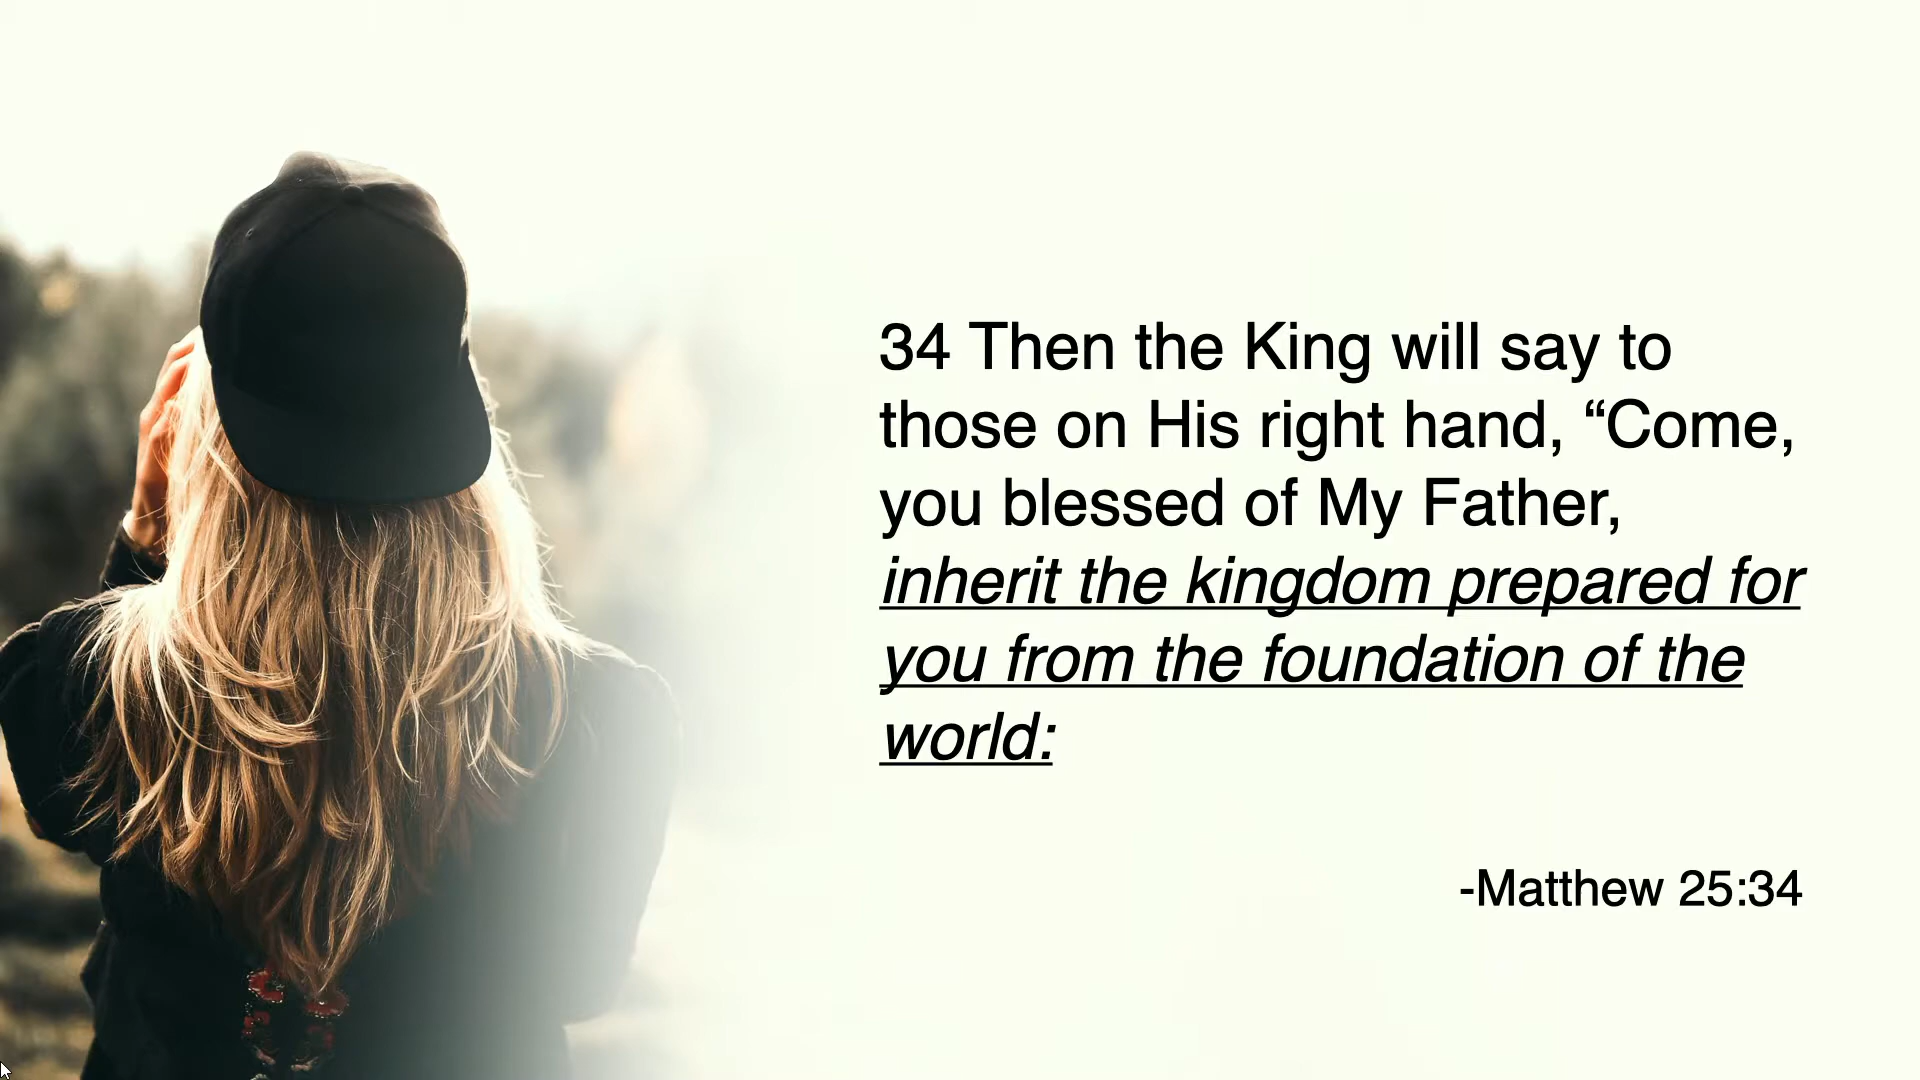 34 Then the King will say to
those on His right hand, “Come,
you blessed of My Father,
inherit the kingdom prepared for
you from the foundation of the
world:
-Matthew 25:34